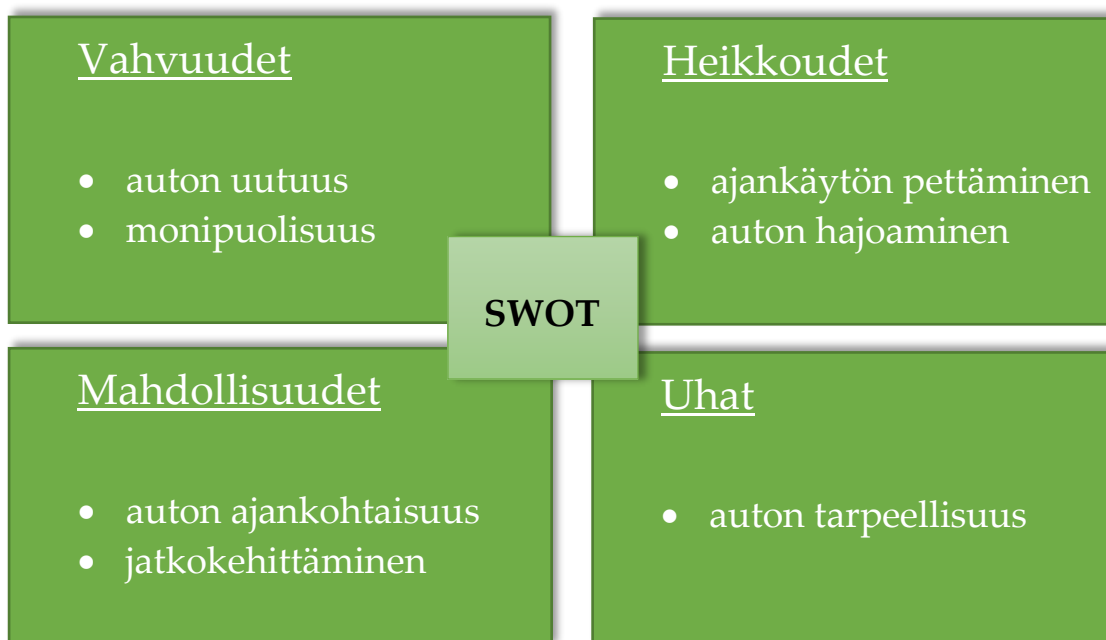 Vahvuudet
• auton uutuus
• monipuolisuus
Heikkoudet
• ajankäytön pettäminen
• auton hajoaminen
SWOT
Mahdollisuudet
• auton ajankohtaisuus
• jatkokehittäminen
Uhat
• auton tarpeellisuus